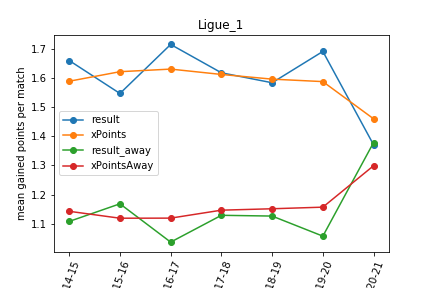 Ligue_1
mean gained points per match
1.7
1.6
1.5
1.4
1.3
1.2
1.1
result
xPoints
result_away
xPointsAway
14-15
15-16
16-17
17-18
18-19
19-20
20-21